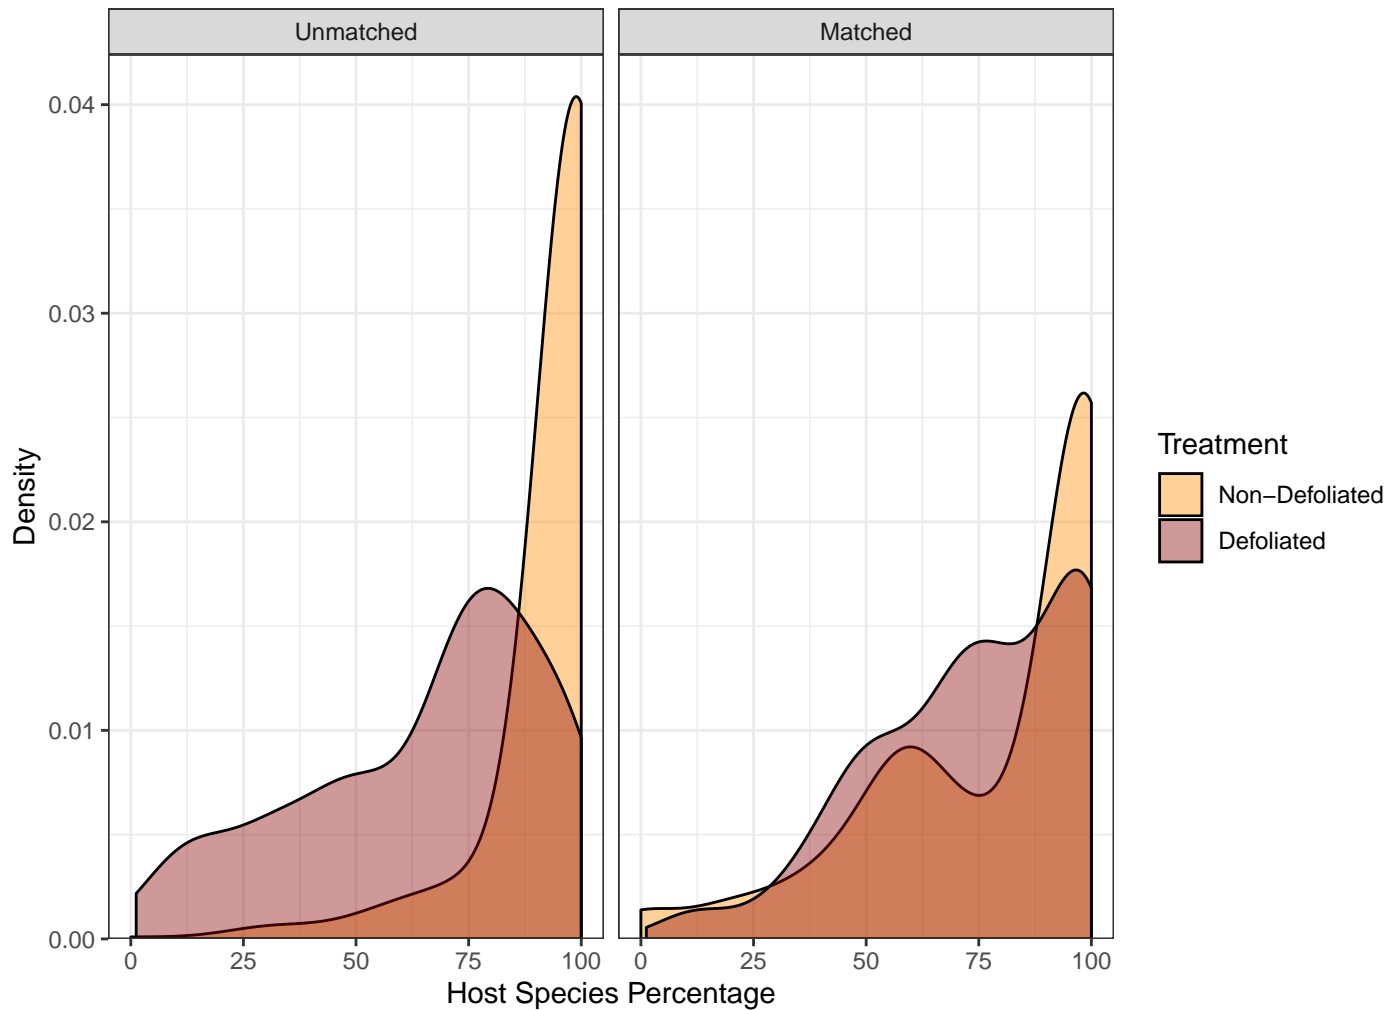 Unmatched
Matched
0.04
0.03
0.02
0.01
0.00
Density
0 25 50 75 100
0 25 50 75 100
Host Species Percentage
Treatment
Non−Defoliated
Defoliated